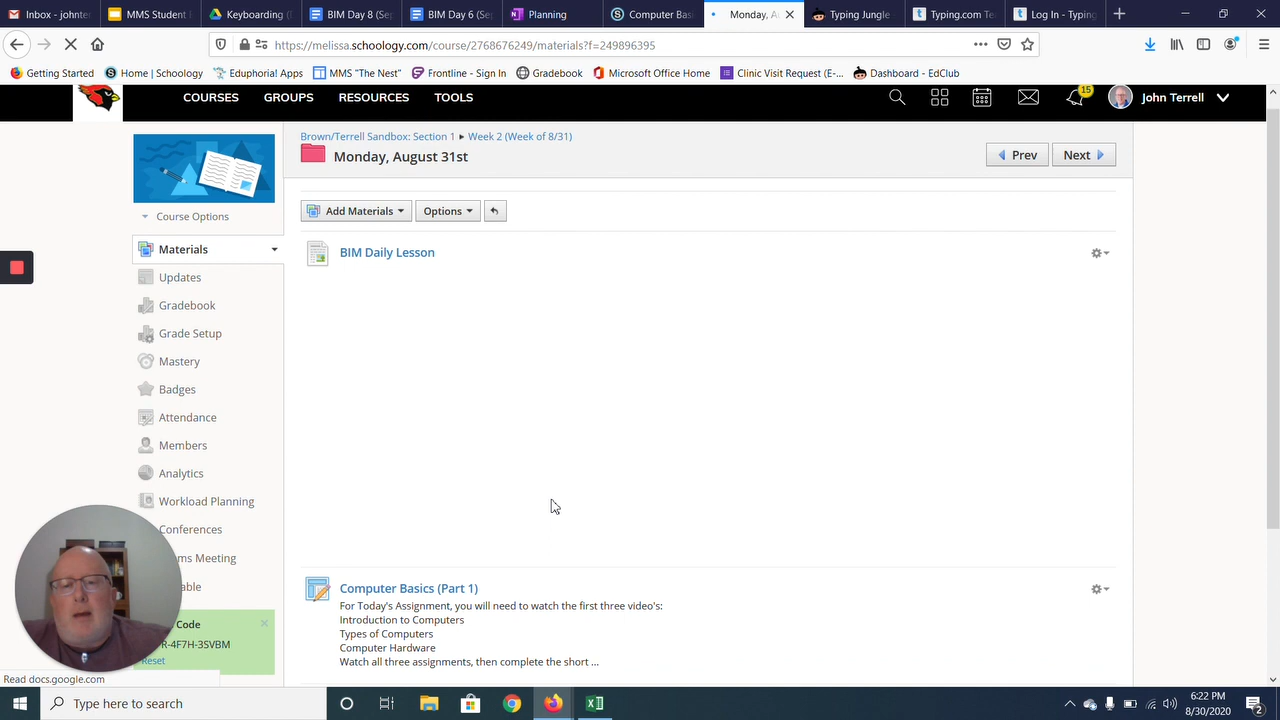 Inbox - johnte
MMS Student
Keyboarding (
BIM Day 8 (Sep
BIM Day 6 (Se
Planning
Computer Bas
Monday, Au
Typing Jungle
Typing.com Te
Log In - Typing
https://melissa.schoology.com/course/2768676249/materials?f=249896395
Getting Started
Home | Schoology
Eduphoria! Apps
MMS "The Nest"
Frontline - Sign In
Gradebook
Microsoft Office Home
Clinic Visit Request (E-...
Dashboard - EdClub
COURSES
GROUPS
RESOURCES
TOOLS
15
John Terrell
Brown/Terrell Sandbox: Section 1
Week 2 (Week of 8/31)
Monday, August 31st
Prev
Next
Course Options
Add Materials
Options
Materials
Updates
Gradebook
Grade Setup
Mastery
Badges
Attendance
Members
Analytics
Workload Planning
Conferences
ms Meeting
able
Code
R-4F7H-3SVBM
Reset
BIM Daily Lesson
Computer Basics (Part 1)
For Today's Assignment, you will need to watch the first three video's:
Introduction to Computers
Types of Computers
Computer Hardware
Watch all three assignments, then complete the short ...
Read docs.google.com
Type here to search
6:22 PM
8/30/2020
2